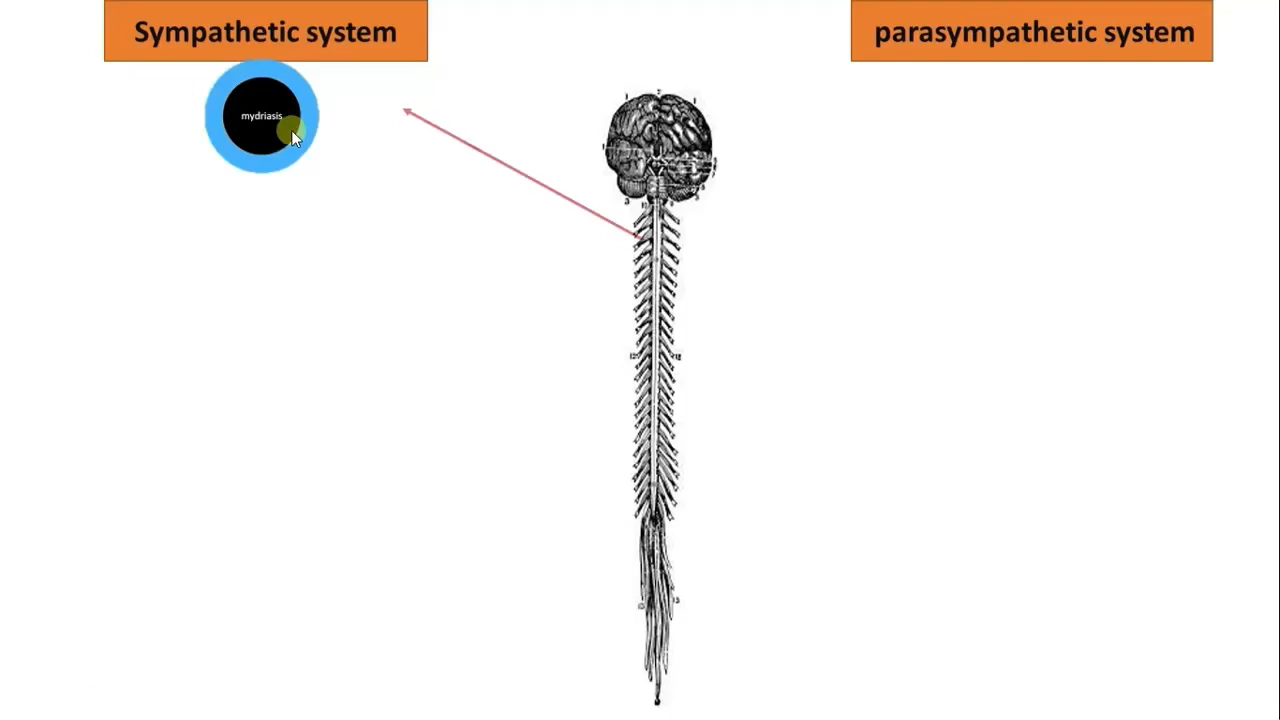 Sympathetic system
parasympathetic system
mydriasis